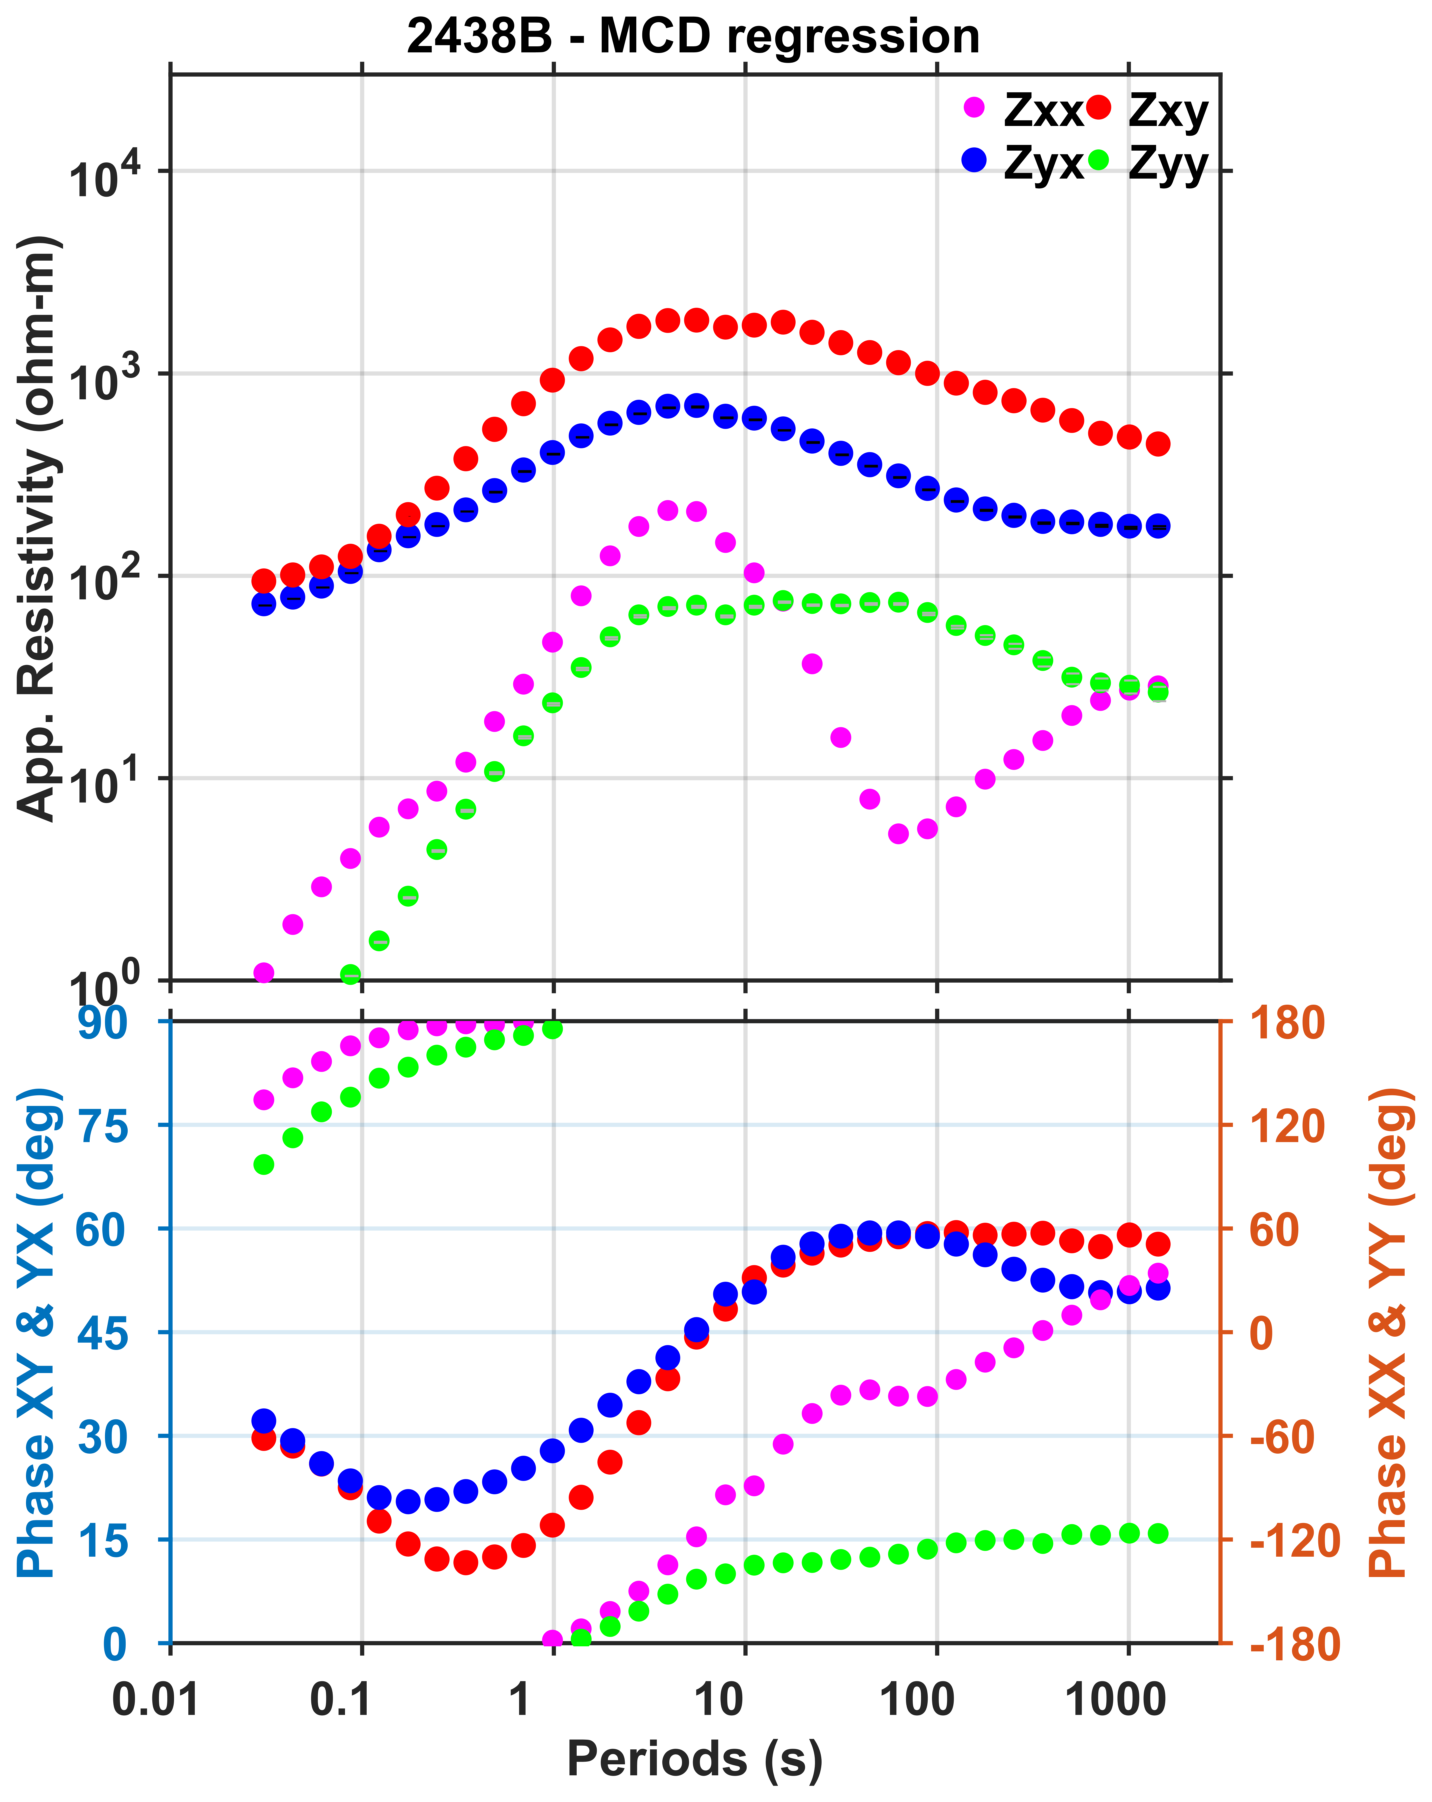 2438B - MCD regression
Zxx Zxy
Zyx Zyy
App. Resistivity (ohm-m)
10^4
10^3
10^2
10^1
10^0
Phase XY & YX (deg)
90
75
60
45
30
15
0
180
120
60
0
-60
-120
-180
Phase XX & YY (deg)
0.01 0.1 1 10 100 1000
Periods (s)